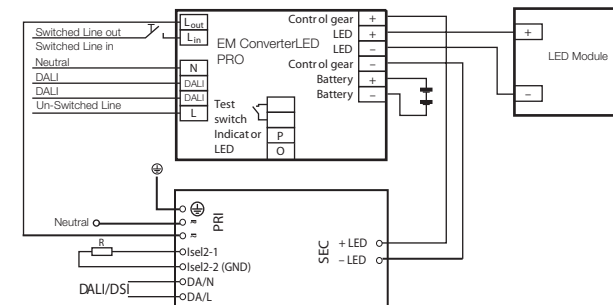 Switched Line out
Switched Line in
Neutral
DALI
DALI
Un-Switched Line
Lout
Lin
N
DALI
DALI
L
EM ConverterLED
PRO
Test
switch
Indicator
LED
P
O
Control gear +
LED +
LED –
Control gear –
Battery +
Battery –
+
–
LED Module
Neutral
R
DALI/DSI
PRI
Isel2-1
Isel2-2 (GND)
DA/N
DA/L
SEC
+ LED
– LED